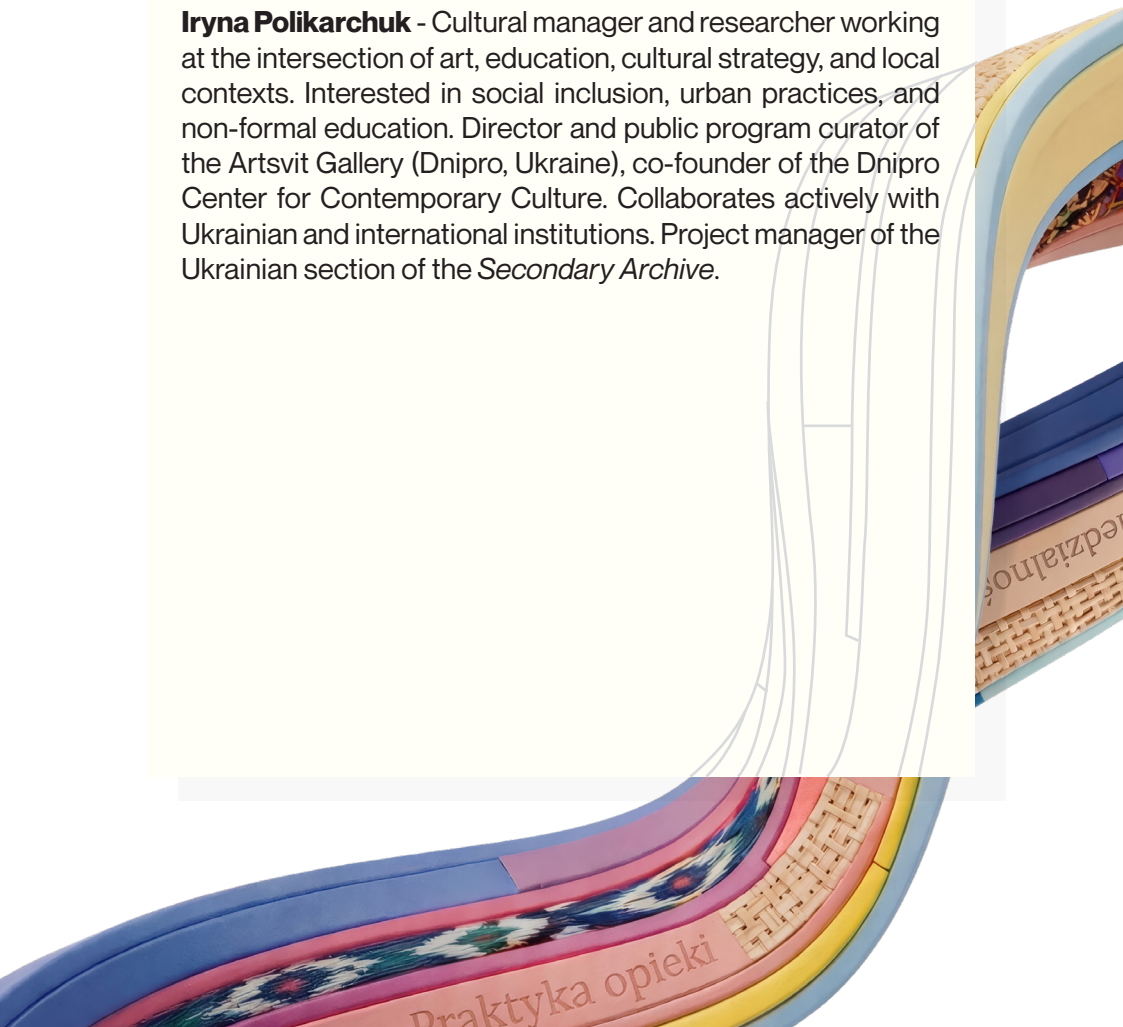 Iryna Polikarchuk - Cultural manager and researcher working
at the intersection of art, education, cultural strategy, and local
contexts. Interested in social inclusion, urban practices, and
non-formal education. Director and public program curator of
the Artsvit Gallery (Dnipro, Ukraine), co-founder of the Dnipro
Center for Contemporary Culture. Collaborates actively with
Ukrainian and international institutions. Project manager of the
Ukrainian section of the Secondary Archive.
Praktyka opieki